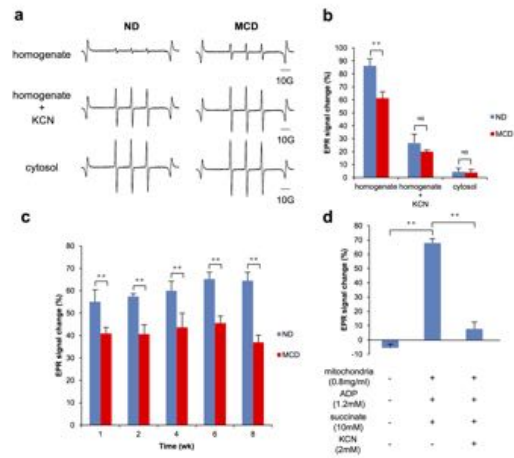 a
ND
MCD
homogenate
10G
10G
homogenate
+
KCN
10G
10G
cytosol
10G
10G
b
EPR signal change (%)
100
90
80
70
60
50
40
30
20
10
0
**
NS
NS
ND
MCD
homogenate
homogenate
+
KCN
cytosol
c
EPR signal change (%)
80
70
60
50
40
30
20
10
0
**
**
**
**
**
ND
MCD
1
2
4
6
8
Time (wk)
d
EPR signal change (%)
80
70
60
50
40
30
20
10
0
-10
**
**
mitochondria
(0.8mg/ml)
- + +
ADP
(1.2mM)
- + +
succinate
(10mM)
- + +
KCN
(2mM)
- - +